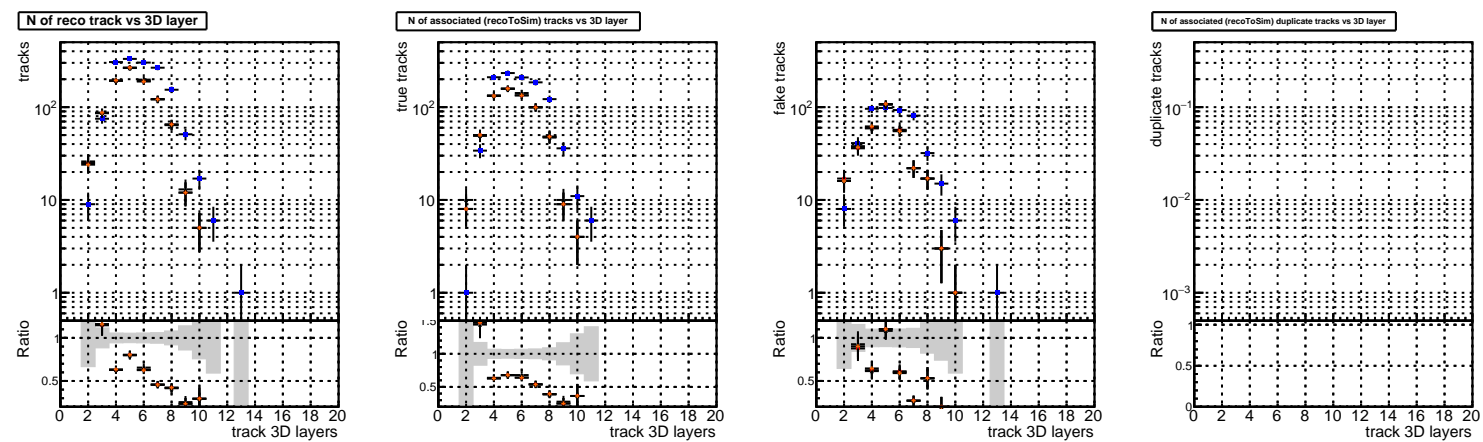 N of reco track vs 3D layer
tracks
10²
10
1
Ratio
1
0.5
0 2 4 6 8 10 12 14 16 18 20
track 3D layers
N of associated (recoToSim) tracks vs 3D layer
true tracks
10²
10
1
Ratio
1.5
1
0.5
0 2 4 6 8 10 12 14 16 18 20
track 3D layers
fake tracks
10²
10
1
Ratio
1
0.5
0 2 4 6 8 10 12 14 16 18 20
track 3D layers
N of associated (recoToSim) duplicate tracks vs 3D layer
duplicate tracks
10⁻¹
10⁻²
10⁻³
Ratio
1
0.5
0
0 2 4 6 8 10 12 14 16 18 20
track 3D layers